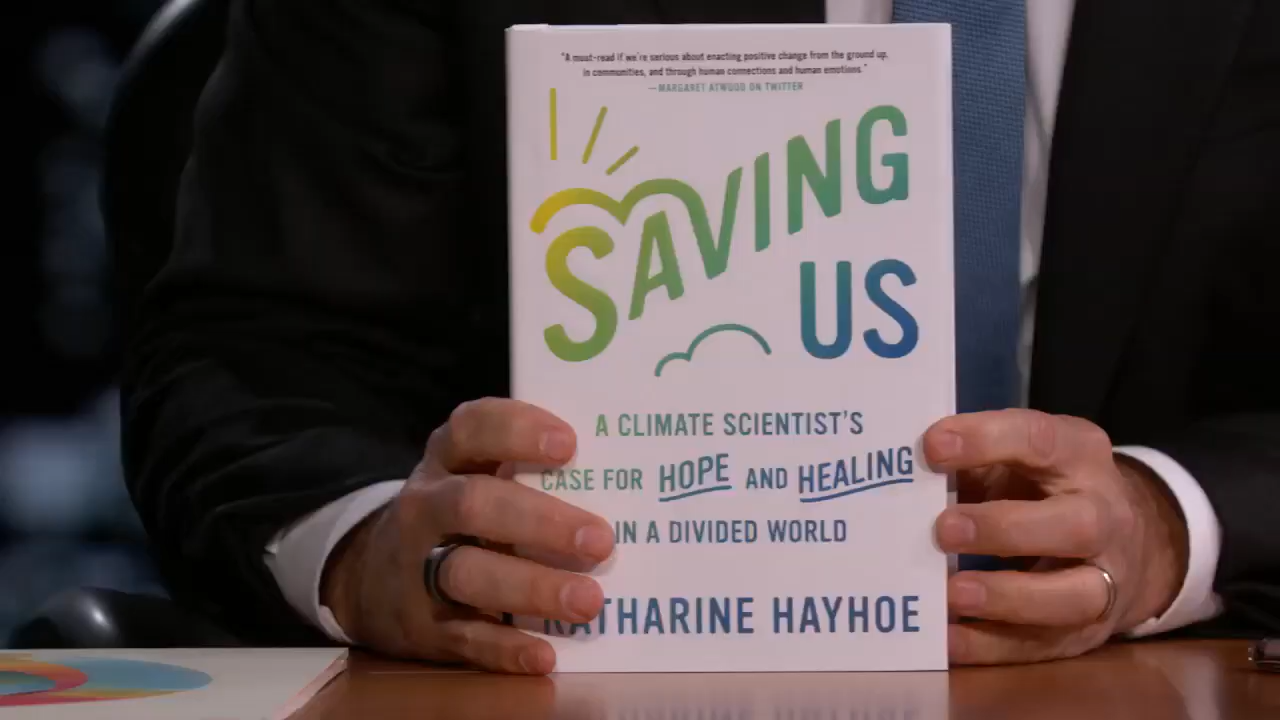 "A must-read if we're serious about enacting positive change from the ground up,
in communities, and through human connections and human emotions."
—MARGARET ATWOOD ON TWITTER
SAVING
US
A CLIMATE SCIENTIST'S
CASE FOR HOPE AND HEALING
IN A DIVIDED WORLD
KATHARINE HAYHOE